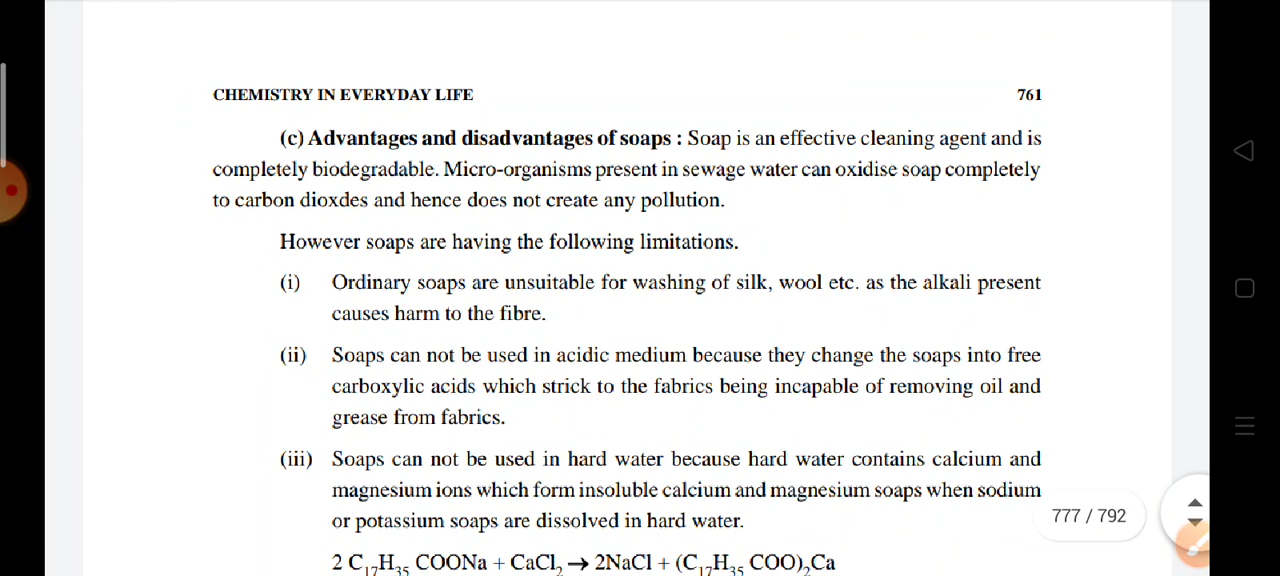 CHEMISTRY IN EVERYDAY LIFE 761
(c) Advantages and disadvantages of soaps : Soap is an effective cleaning agent and is
completely biodegradable. Micro-organisms present in sewage water can oxidise soap completely
to carbon dioxdes and hence does not create any pollution.
However soaps are having the following limitations.
(i) Ordinary soaps are unsuitable for washing of silk, wool etc. as the alkali present
causes harm to the fibre.
(ii) Soaps can not be used in acidic medium because they change the soaps into free
carboxylic acids which strick to the fabrics being incapable of removing oil and
grease from fabrics.
(iii) Soaps can not be used in hard water because hard water contains calcium and
magnesium ions which form insoluble calcium and magnesium soaps when sodium
or potassium soaps are dissolved in hard water.
777 / 792
2 C₁₇H₃₅ COONa + CaCl₂ → 2NaCl + (C₁₇H₃₅ COO)₂Ca